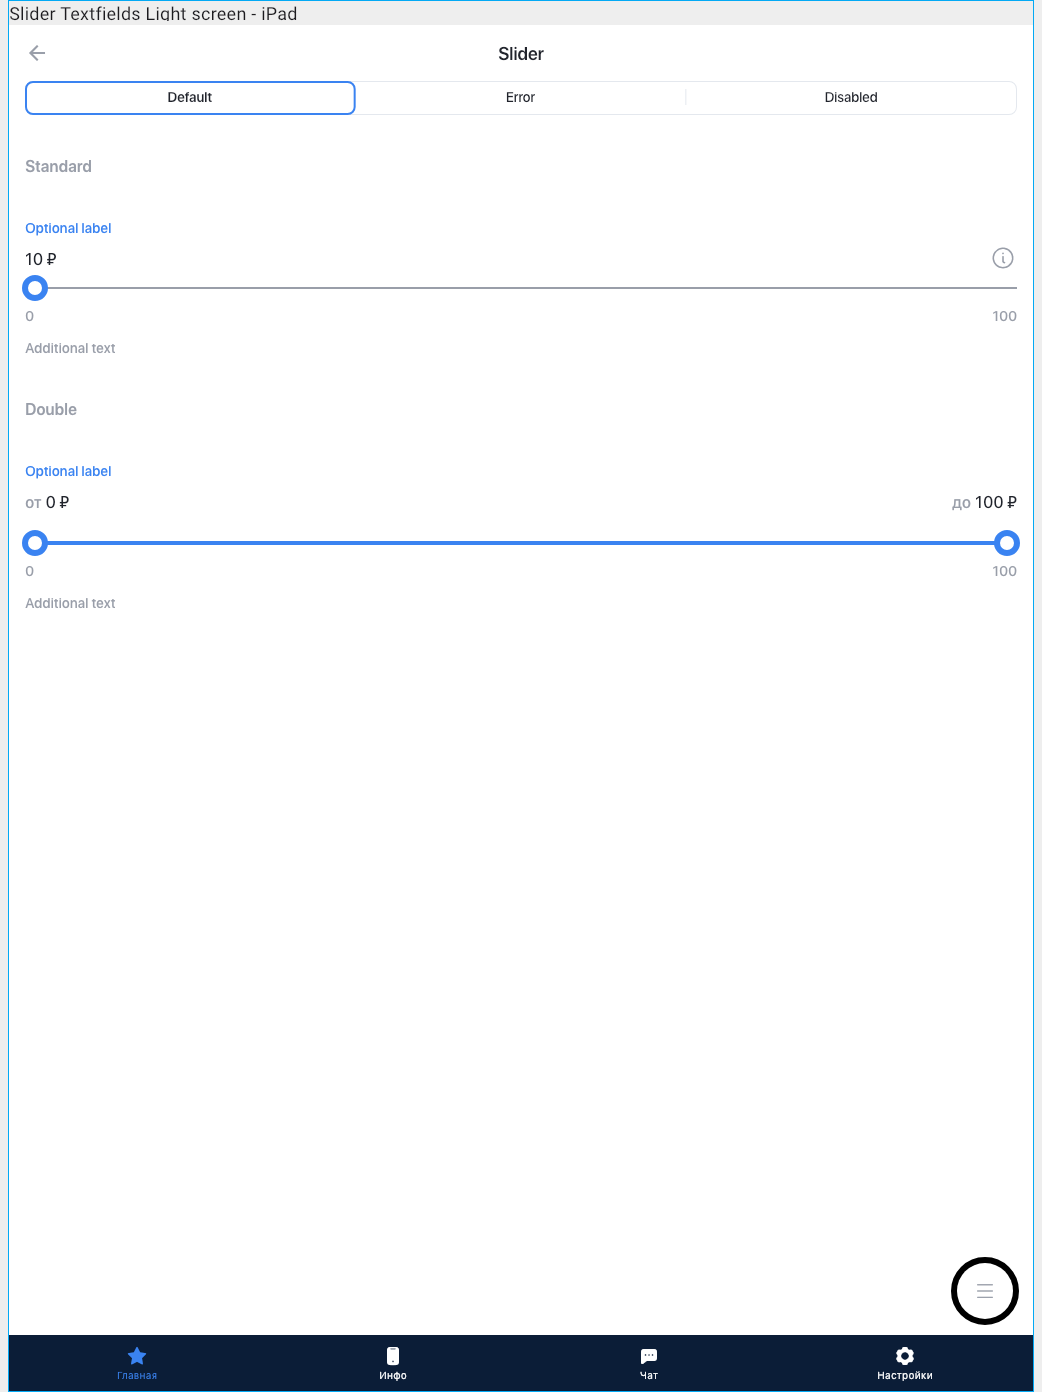 Slider Textfields Light screen - iPad
Slider
Default Error Disabled
Standard
Optional label
10 ₽
0 100
Additional text
Double
Optional label
от 0 ₽ до 100 ₽
0 100
Additional text
Главная Инфо Чат Настройки